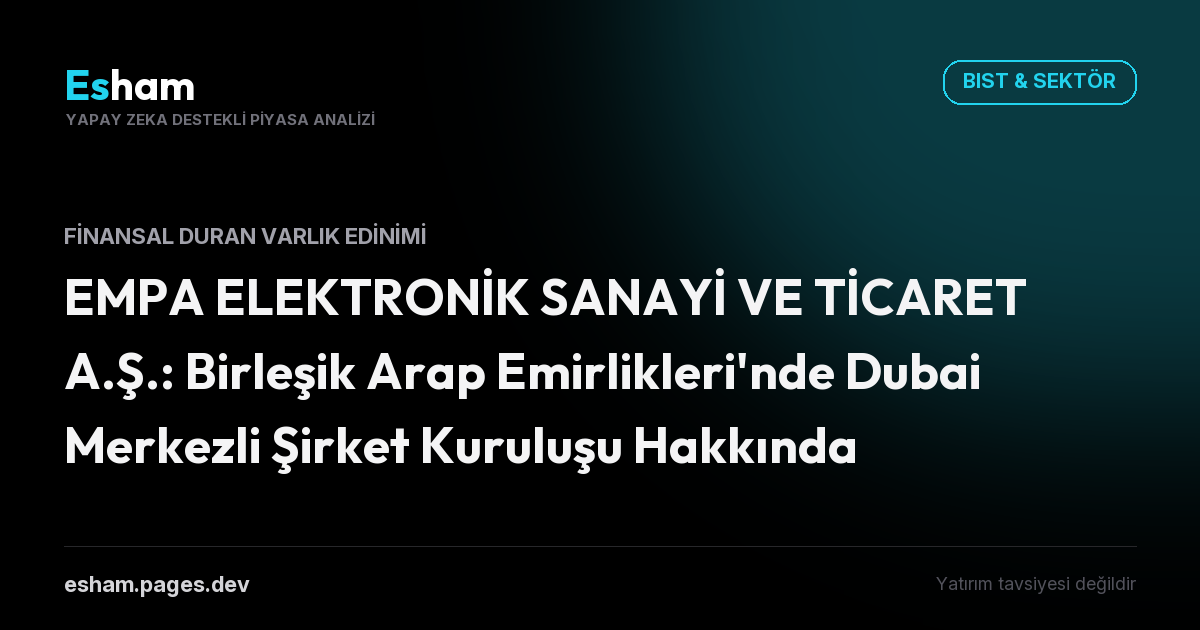 Esham
BIST & SEKTÖR
YAPAY ZEKA DESTEKLİ PİYASA ANALİZİ
FİNANSAL DURAN VARLIK EDİNİMİ
EMPA ELEKTRONİK SANAYİ VE TİCARET
A.Ş.: Birleşik Arap Emirlikleri'nde Dubai
Merkezli Şirket Kuruluşu Hakkında
esham.pages.dev
Yatırım tavsiyesi değildir